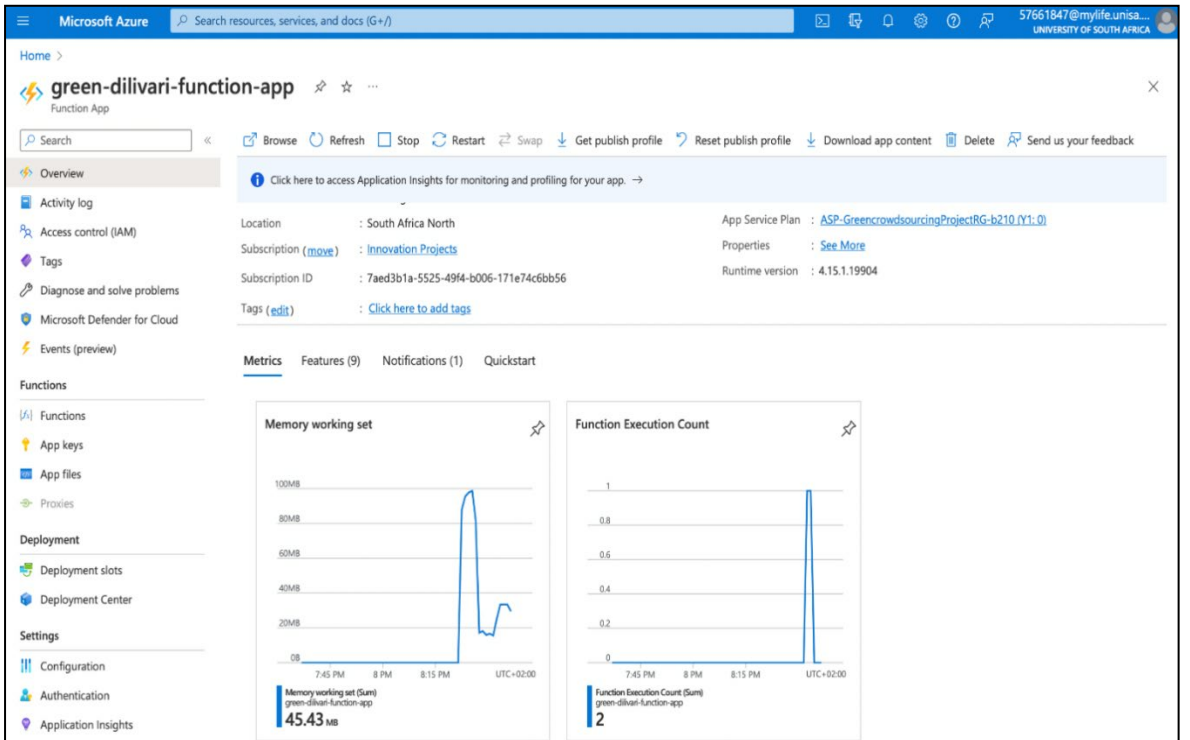 Microsoft Azure
Search resources, services, and docs (G+/)
57661847@mylife.unisa....
UNIVERSITY OF SOUTH AFRICA
Home >
green-dilivari-function-app ...
Function App
Search «
Browse Refresh Stop Restart Swap Get publish profile Reset publish profile Download app content Delete Send us your feedback
Overview
Activity log
Access control (IAM)
Tags
Diagnose and solve problems
Microsoft Defender for Cloud
Events (preview)
Functions
Functions
App keys
App files
Proxies
Deployment
Deployment slots
Deployment Center
Settings
Configuration
Authentication
Application Insights
Click here to access Application Insights for monitoring and profiling for your app. →
Location : South Africa North
Subscription (move) : Innovation Projects
Subscription ID : 7aed3b1a-5525-49f4-b006-171e74c6bb56
Tags (edit) : Click here to add tags
App Service Plan : ASP-GreencrowdsourcingProjectRG-b210 (Y1: 0)
Properties : See More
Runtime version : 4.15.1.19904
Metrics Features (9) Notifications (1) Quickstart
Memory working set
100MB
80MB
60MB
40MB
20MB
0B
7:45 PM 8 PM 8:15 PM UTC+02:00
Memory working set (Sum)
green-dilivari-function-app
45.43 MB
Function Execution Count
1
0.8
0.6
0.4
0.2
0
7:45 PM 8 PM 8:15 PM UTC+02:00
Function Execution Count (Sum)
green-dilivari-function-app
2